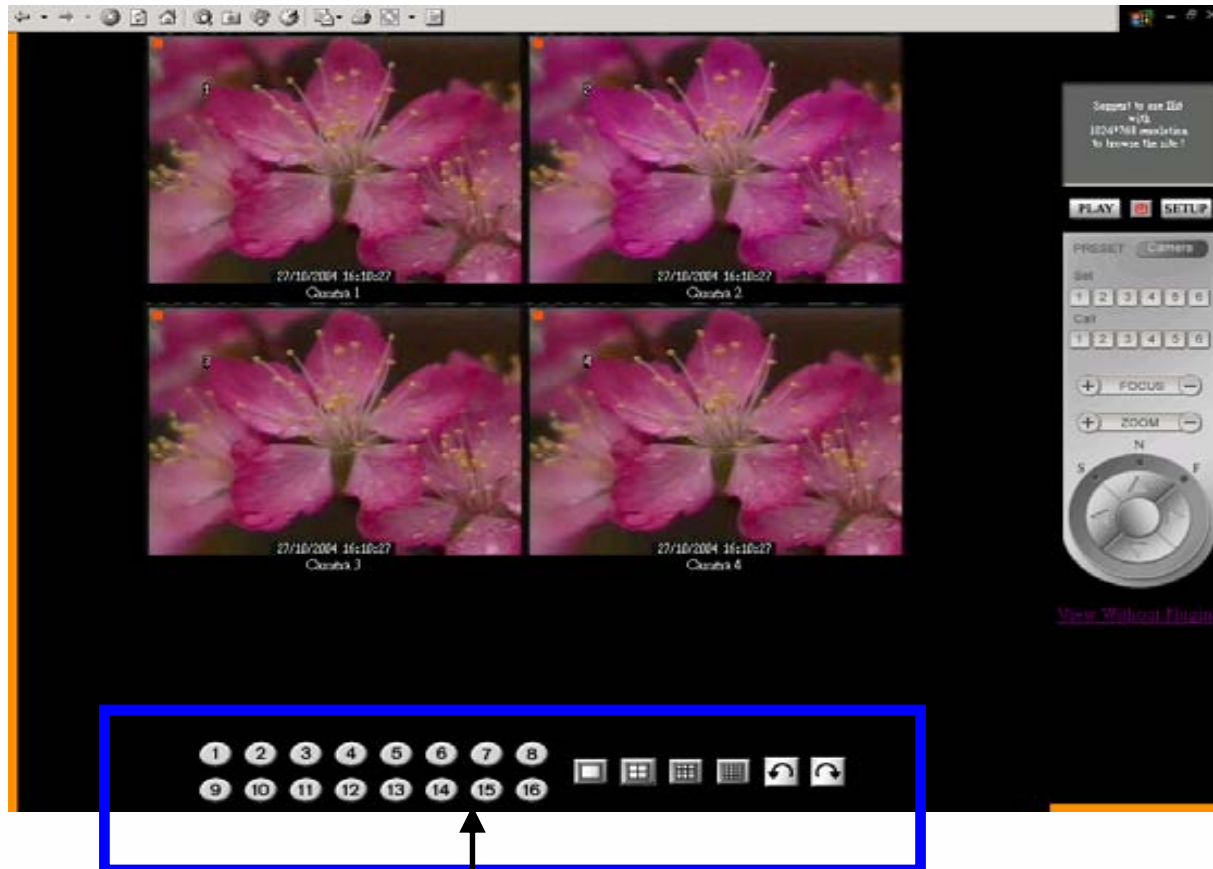 1
2
27/10/2004 16:10:27
27/10/2004 16:10:27
Camera 1
Camera 2
3
4
27/10/2004 16:10:27
27/10/2004 16:10:27
Camera 3
Camera 4
Suggest to use IE6
with
1024*768 resolution
to browse the site !
PLAY
SETUP
PRESET Camera
Set
1 2 3 4 5 6
Call
1 2 3 4 5 6
+ FOCUS −
+ ZOOM −
N
S F
View Without Plugin
1 2 3 4 5 6 7 8
9 10 11 12 13 14 15 16